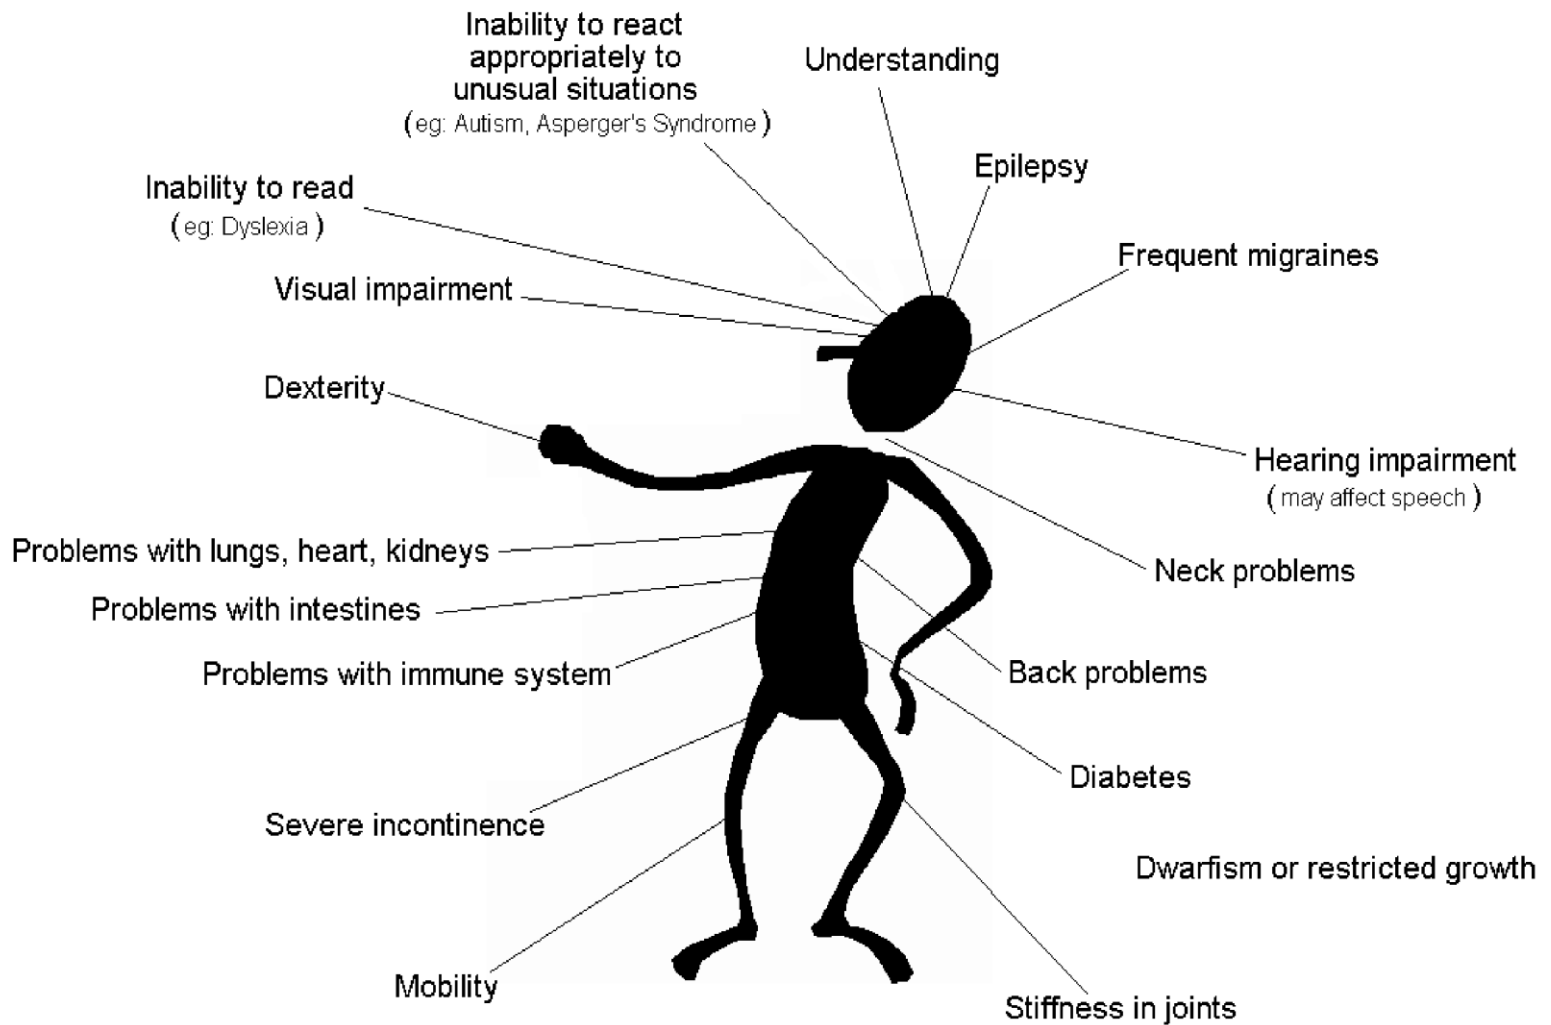 Inability to react
appropriately to
unusual situations
(eg: Autism, Asperger's Syndrome)
Understanding
Epilepsy
Inability to read
(eg: Dyslexia)
Frequent migraines
Visual impairment
Dexterity
Hearing impairment
(may affect speech)
Problems with lungs, heart, kidneys
Neck problems
Problems with intestines
Problems with immune system
Back problems
Diabetes
Severe incontinence
Dwarfism or restricted growth
Mobility
Stiffness in joints